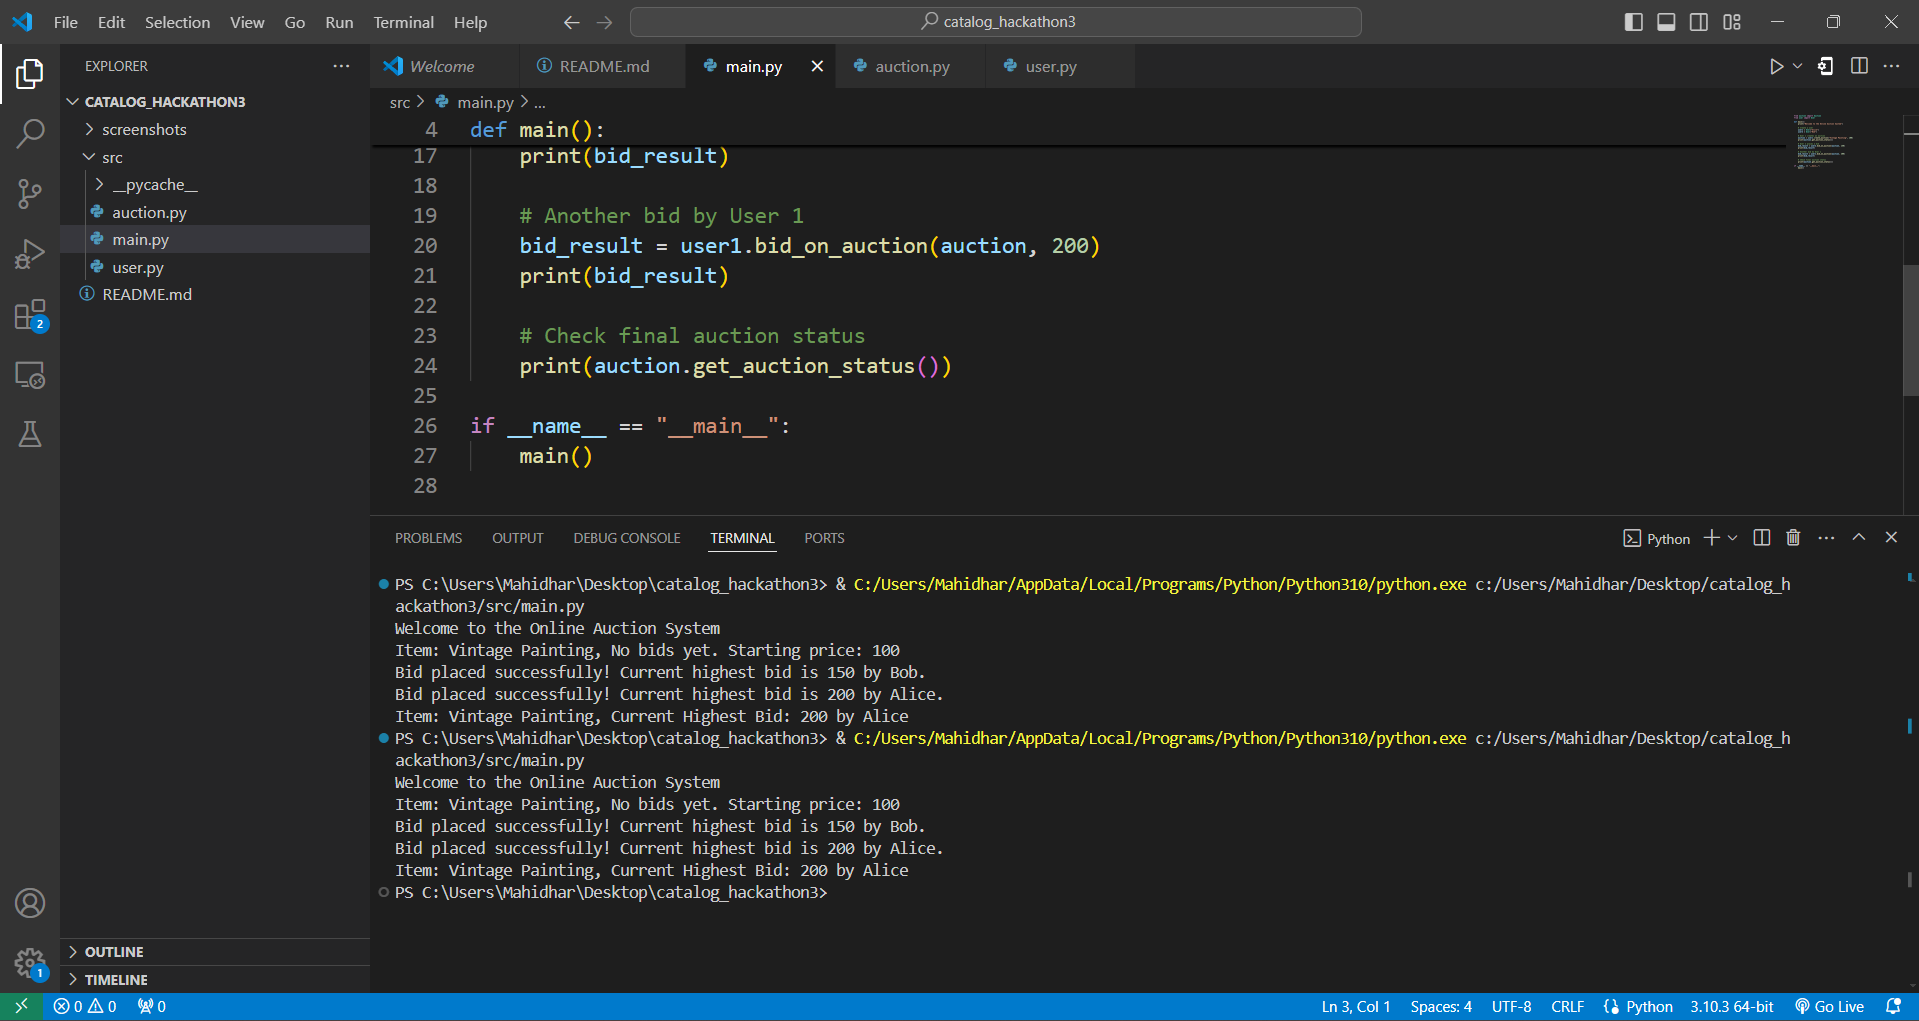 File Edit Selection View Go Run Terminal Help
catalog_hackathon3
EXPLORER
CATALOG_HACKATHON3
screenshots
src
__pycache__
auction.py
main.py
user.py
README.md
OUTLINE
TIMELINE
2
1
Welcome README.md main.py auction.py user.py
src > main.py > ...
4 def main():
17 print(bid_result)
18
19 # Another bid by User 1
20 bid_result = user1.bid_on_auction(auction, 200)
21 print(bid_result)
22
23 # Check final auction status
24 print(auction.get_auction_status())
25
26 if __name__ == "__main__":
27 main()
28
PROBLEMS OUTPUT DEBUG CONSOLE TERMINAL PORTS
Python
PS C:\Users\Mahidhar\Desktop\catalog_hackathon3> & C:/Users/Mahidhar/AppData/Local/Programs/Python/Python310/python.exe c:/Users/Mahidhar/Desktop/catalog_h
ackathon3/src/main.py
Welcome to the Online Auction System
Item: Vintage Painting, No bids yet. Starting price: 100
Bid placed successfully! Current highest bid is 150 by Bob.
Bid placed successfully! Current highest bid is 200 by Alice.
Item: Vintage Painting, Current Highest Bid: 200 by Alice
PS C:\Users\Mahidhar\Desktop\catalog_hackathon3> & C:/Users/Mahidhar/AppData/Local/Programs/Python/Python310/python.exe c:/Users/Mahidhar/Desktop/catalog_h
ackathon3/src/main.py
Welcome to the Online Auction System
Item: Vintage Painting, No bids yet. Starting price: 100
Bid placed successfully! Current highest bid is 150 by Bob.
Bid placed successfully! Current highest bid is 200 by Alice.
Item: Vintage Painting, Current Highest Bid: 200 by Alice
PS C:\Users\Mahidhar\Desktop\catalog_hackathon3>
0 0 0
Ln 3, Col 1 Spaces: 4 UTF-8 CRLF Python 3.10.3 64-bit Go Live